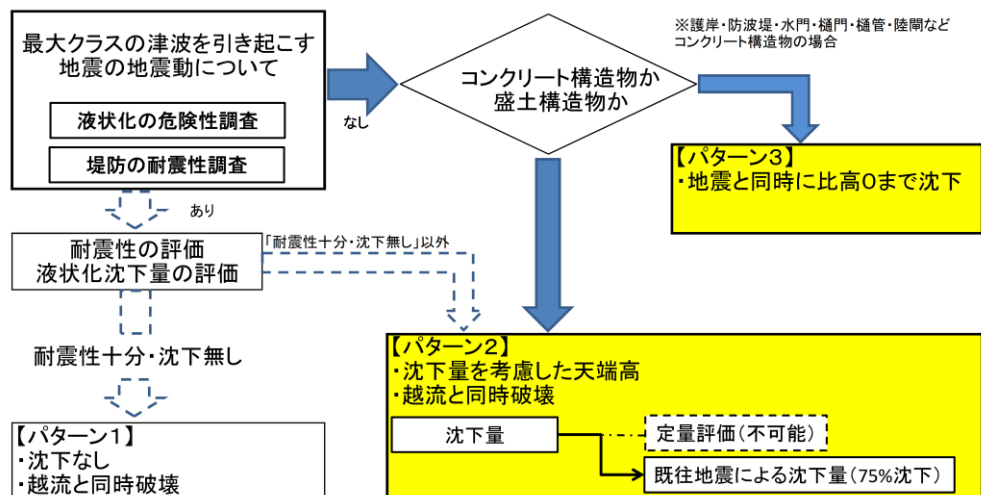 最大クラスの津波を引き起こす
地震の地震動について
液状化の危険性調査
堤防の耐震性調査
なし
コンクリート構造物か
盛土構造物か
※護岸・防波堤・水門・樋門・樋管・陸閘など
コンクリート構造物の場合
【パターン3】
・地震と同時に比高0まで沈下
あり
耐震性の評価
液状化沈下量の評価
「耐震性十分・沈下無し」以外
耐震性十分・沈下無し
【パターン1】
・沈下なし
・越流と同時破壊
【パターン2】
・沈下量を考慮した天端高
・越流と同時破壊
沈下量
定量評価(不可能)
既往地震による沈下量(75%沈下)